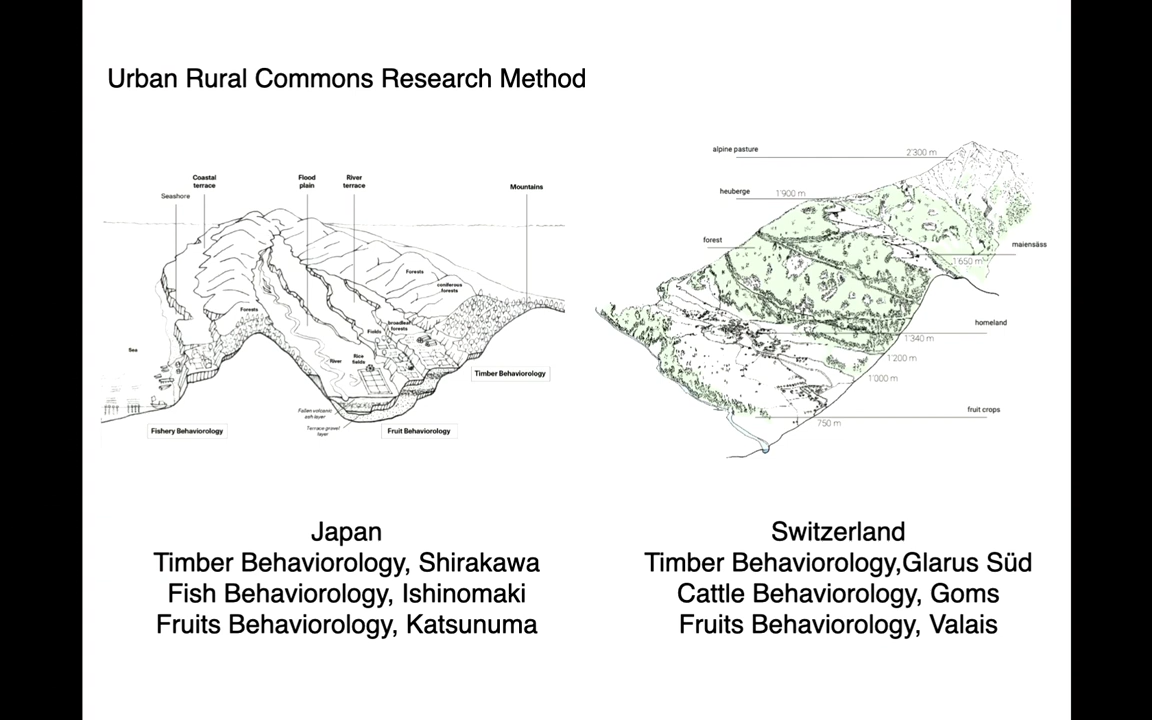 Urban Rural Commons Research Method
Seashore
Coastal
terrace
Flood
plain
River
terrace
Mountains
Forests
coniferous
forests
Forests
broadleaf
forests
Fields
Rice
fields
River
Sea
Fallen volcanic
ash layer
Terrace gravel
layer
Timber Behaviorology
Fishery Behaviorology
Fruit Behaviorology
alpine pasture
2'300 m
heuberge
1'900 m
forest
maiensäss
1'650 m
homeland
1'340 m
1'200 m
1'000 m
fruit crops
750 m
Japan
Timber Behaviorology, Shirakawa
Fish Behaviorology, Ishinomaki
Fruits Behaviorology, Katsunuma
Switzerland
Timber Behaviorology,Glarus Süd
Cattle Behaviorology, Goms
Fruits Behaviorology, Valais